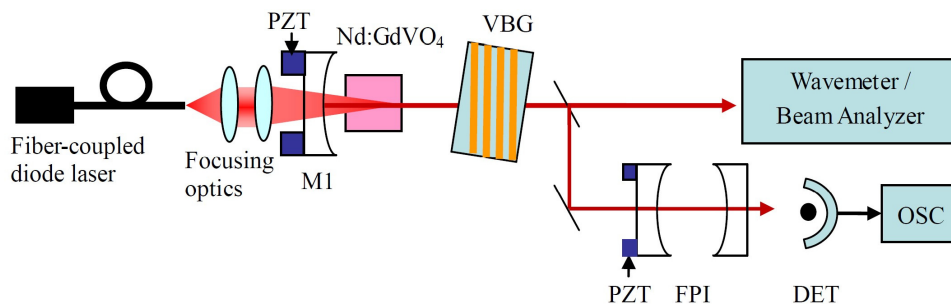 PZT
Nd:GdVO₄
VBG
Wavemeter /
Beam Analyzer
Fiber-coupled
diode laser
Focusing
optics
M1
OSC
PZT
FPI
DET